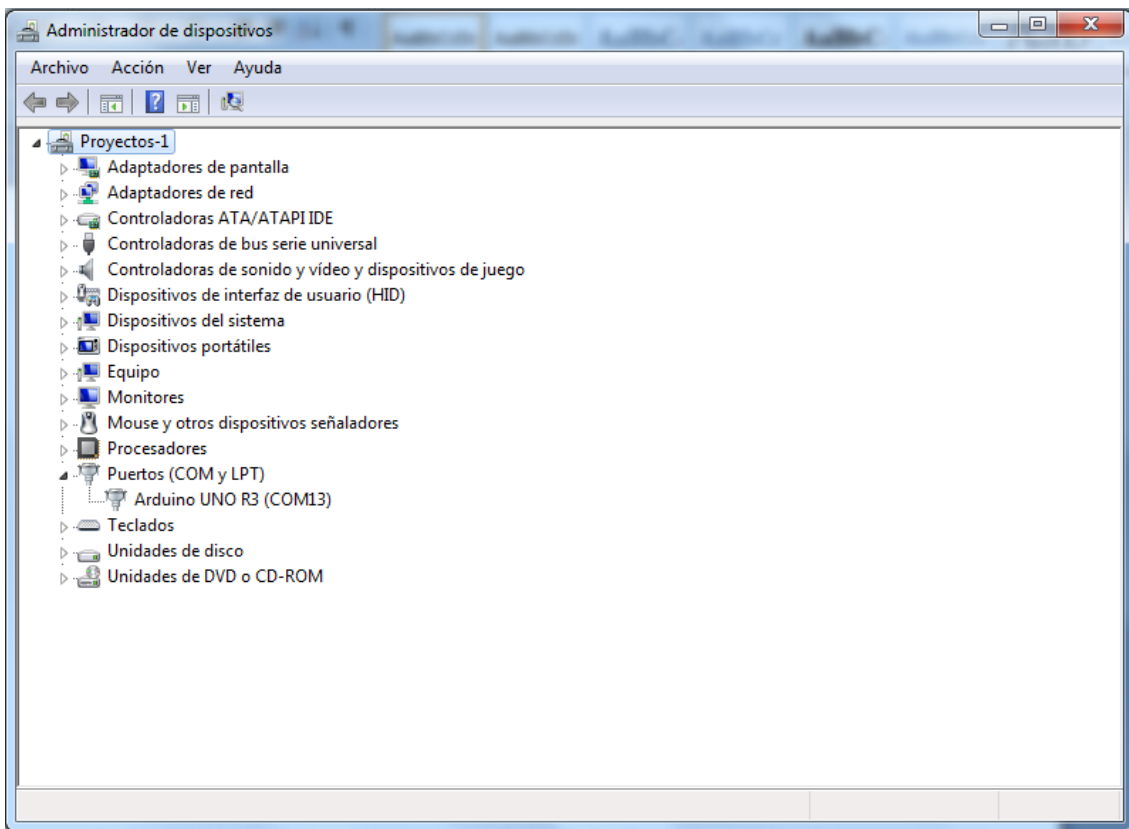 Administrador de dispositivos
Archivo Acción Ver Ayuda
Proyectos-1
Adaptadores de pantalla
Adaptadores de red
Controladoras ATA/ATAPI IDE
Controladoras de bus serie universal
Controladoras de sonido y vídeo y dispositivos de juego
Dispositivos de interfaz de usuario (HID)
Dispositivos del sistema
Dispositivos portátiles
Equipo
Monitores
Mouse y otros dispositivos señaladores
Procesadores
Puertos (COM y LPT)
Arduino UNO R3 (COM13)
Teclados
Unidades de disco
Unidades de DVD o CD-ROM